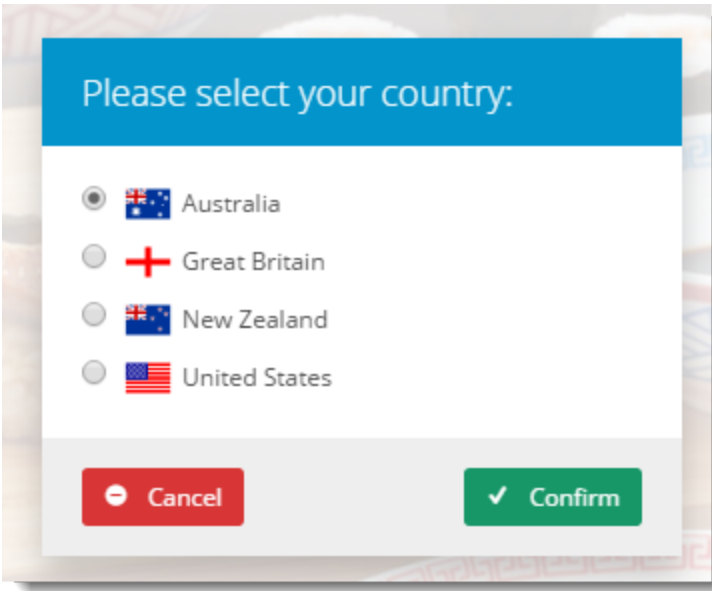 Please select your country:
Australia
Great Britain
New Zealand
United States
Cancel
Confirm